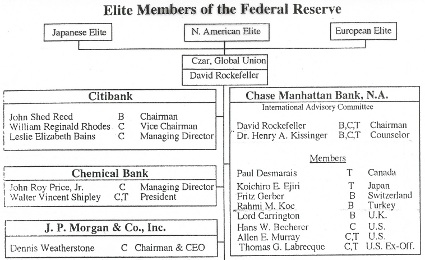 Elite Members of the Federal Reserve
Japanese Elite
N. American Elite
European Elite
Czar, Global Union
David Rockefeller
Citibank
John Shed Reed B Chairman
William Reginald Rhodes C Vice Chairman
Leslie Elizabeth Bains C Managing Director
Chemical Bank
John Roy Price, Jr. C Managing Director
Walter Vincent Shipley C,T President
J. P. Morgan & Co., Inc.
Dennis Weatherstone C Chairman & CEO
Chase Manhattan Bank, N.A.
International Advisory Committee
David Rockefeller B,C,T Chairman
Dr. Henry A. Kissinger B,C,T Counselor
Members
Paul Desmarais T Canada
Koichiro E. Ejiri T Japan
Fritz Gerber B Switzerland
Rahmi M. Koc B Turkey
Lord Carrington B U.K.
Hans W. Becherer C U.S.
Allen E. Murray C,T U.S.
Thomas G. Labrecque C,T U.S. Ex-Off.